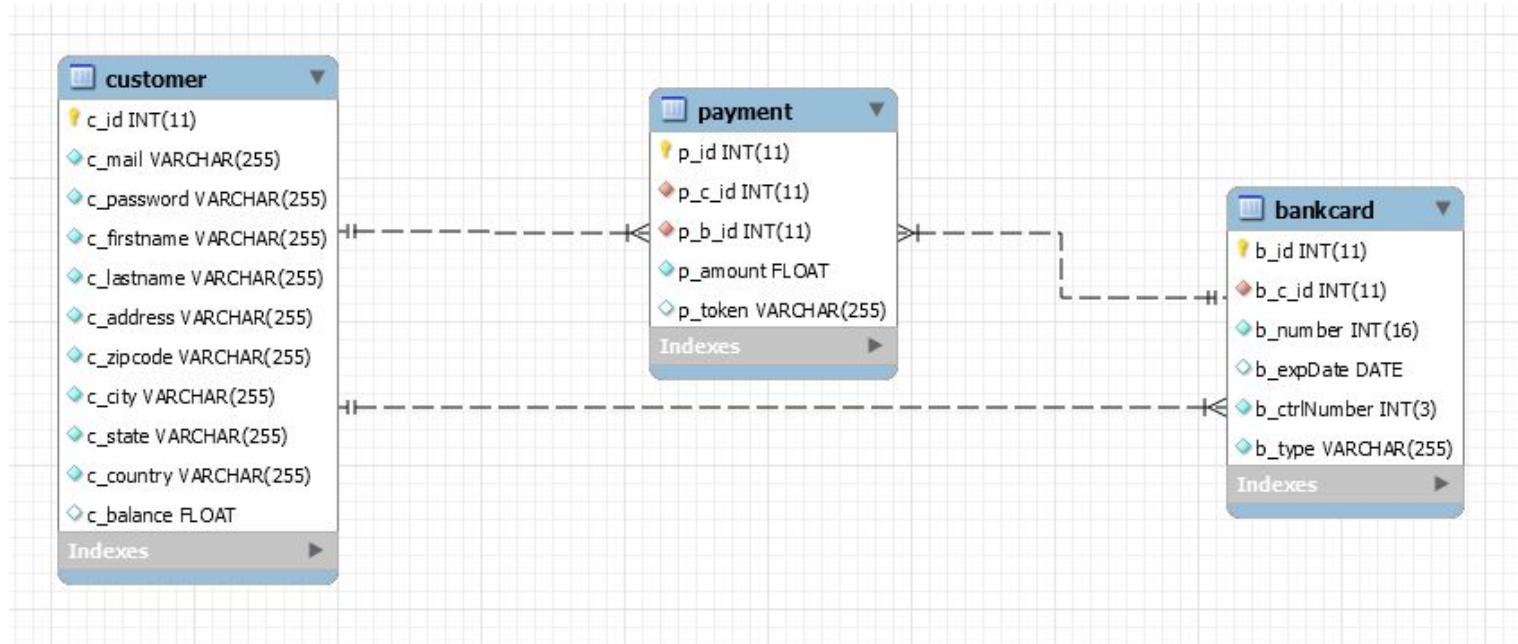 customer
c_id INT(11)
c_mail VARCHAR(255)
c_password VARCHAR(255)
c_firstname VARCHAR(255)
c_lastname VARCHAR(255)
c_address VARCHAR(255)
c_zipcode VARCHAR(255)
c_city VARCHAR(255)
c_state VARCHAR(255)
c_country VARCHAR(255)
c_balance FLOAT
Indexes
payment
p_id INT(11)
p_c_id INT(11)
p_b_id INT(11)
p_amount FLOAT
p_token VARCHAR(255)
Indexes
bankcard
b_id INT(11)
b_c_id INT(11)
b_number INT(16)
b_expDate DATE
b_ctrlNumber INT(3)
b_type VARCHAR(255)
Indexes